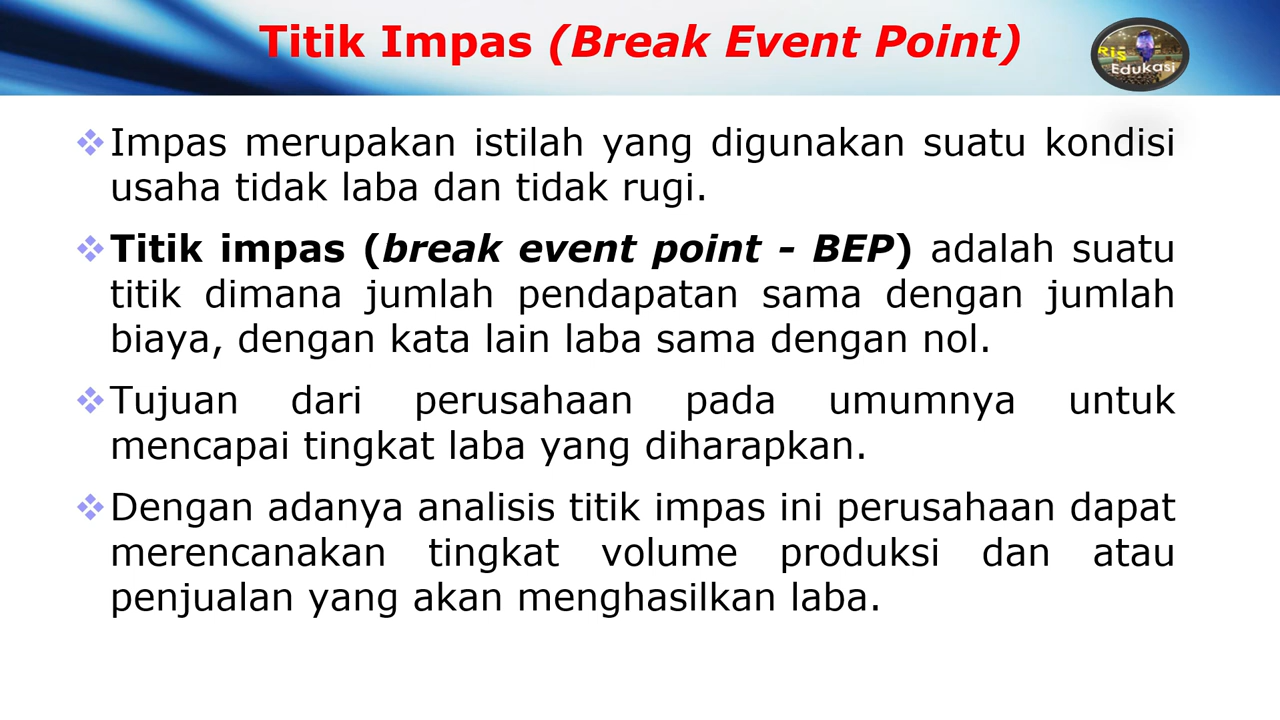 Titik Impas (Break Event Point)
RIS
Edukasi
Impas merupakan istilah yang digunakan suatu kondisi
usaha tidak laba dan tidak rugi.
Titik impas (break event point - BEP) adalah suatu
titik dimana jumlah pendapatan sama dengan jumlah
biaya, dengan kata lain laba sama dengan nol.
Tujuan dari perusahaan pada umumnya untuk
mencapai tingkat laba yang diharapkan.
Dengan adanya analisis titik impas ini perusahaan dapat
merencanakan tingkat volume produksi dan atau
penjualan yang akan menghasilkan laba.